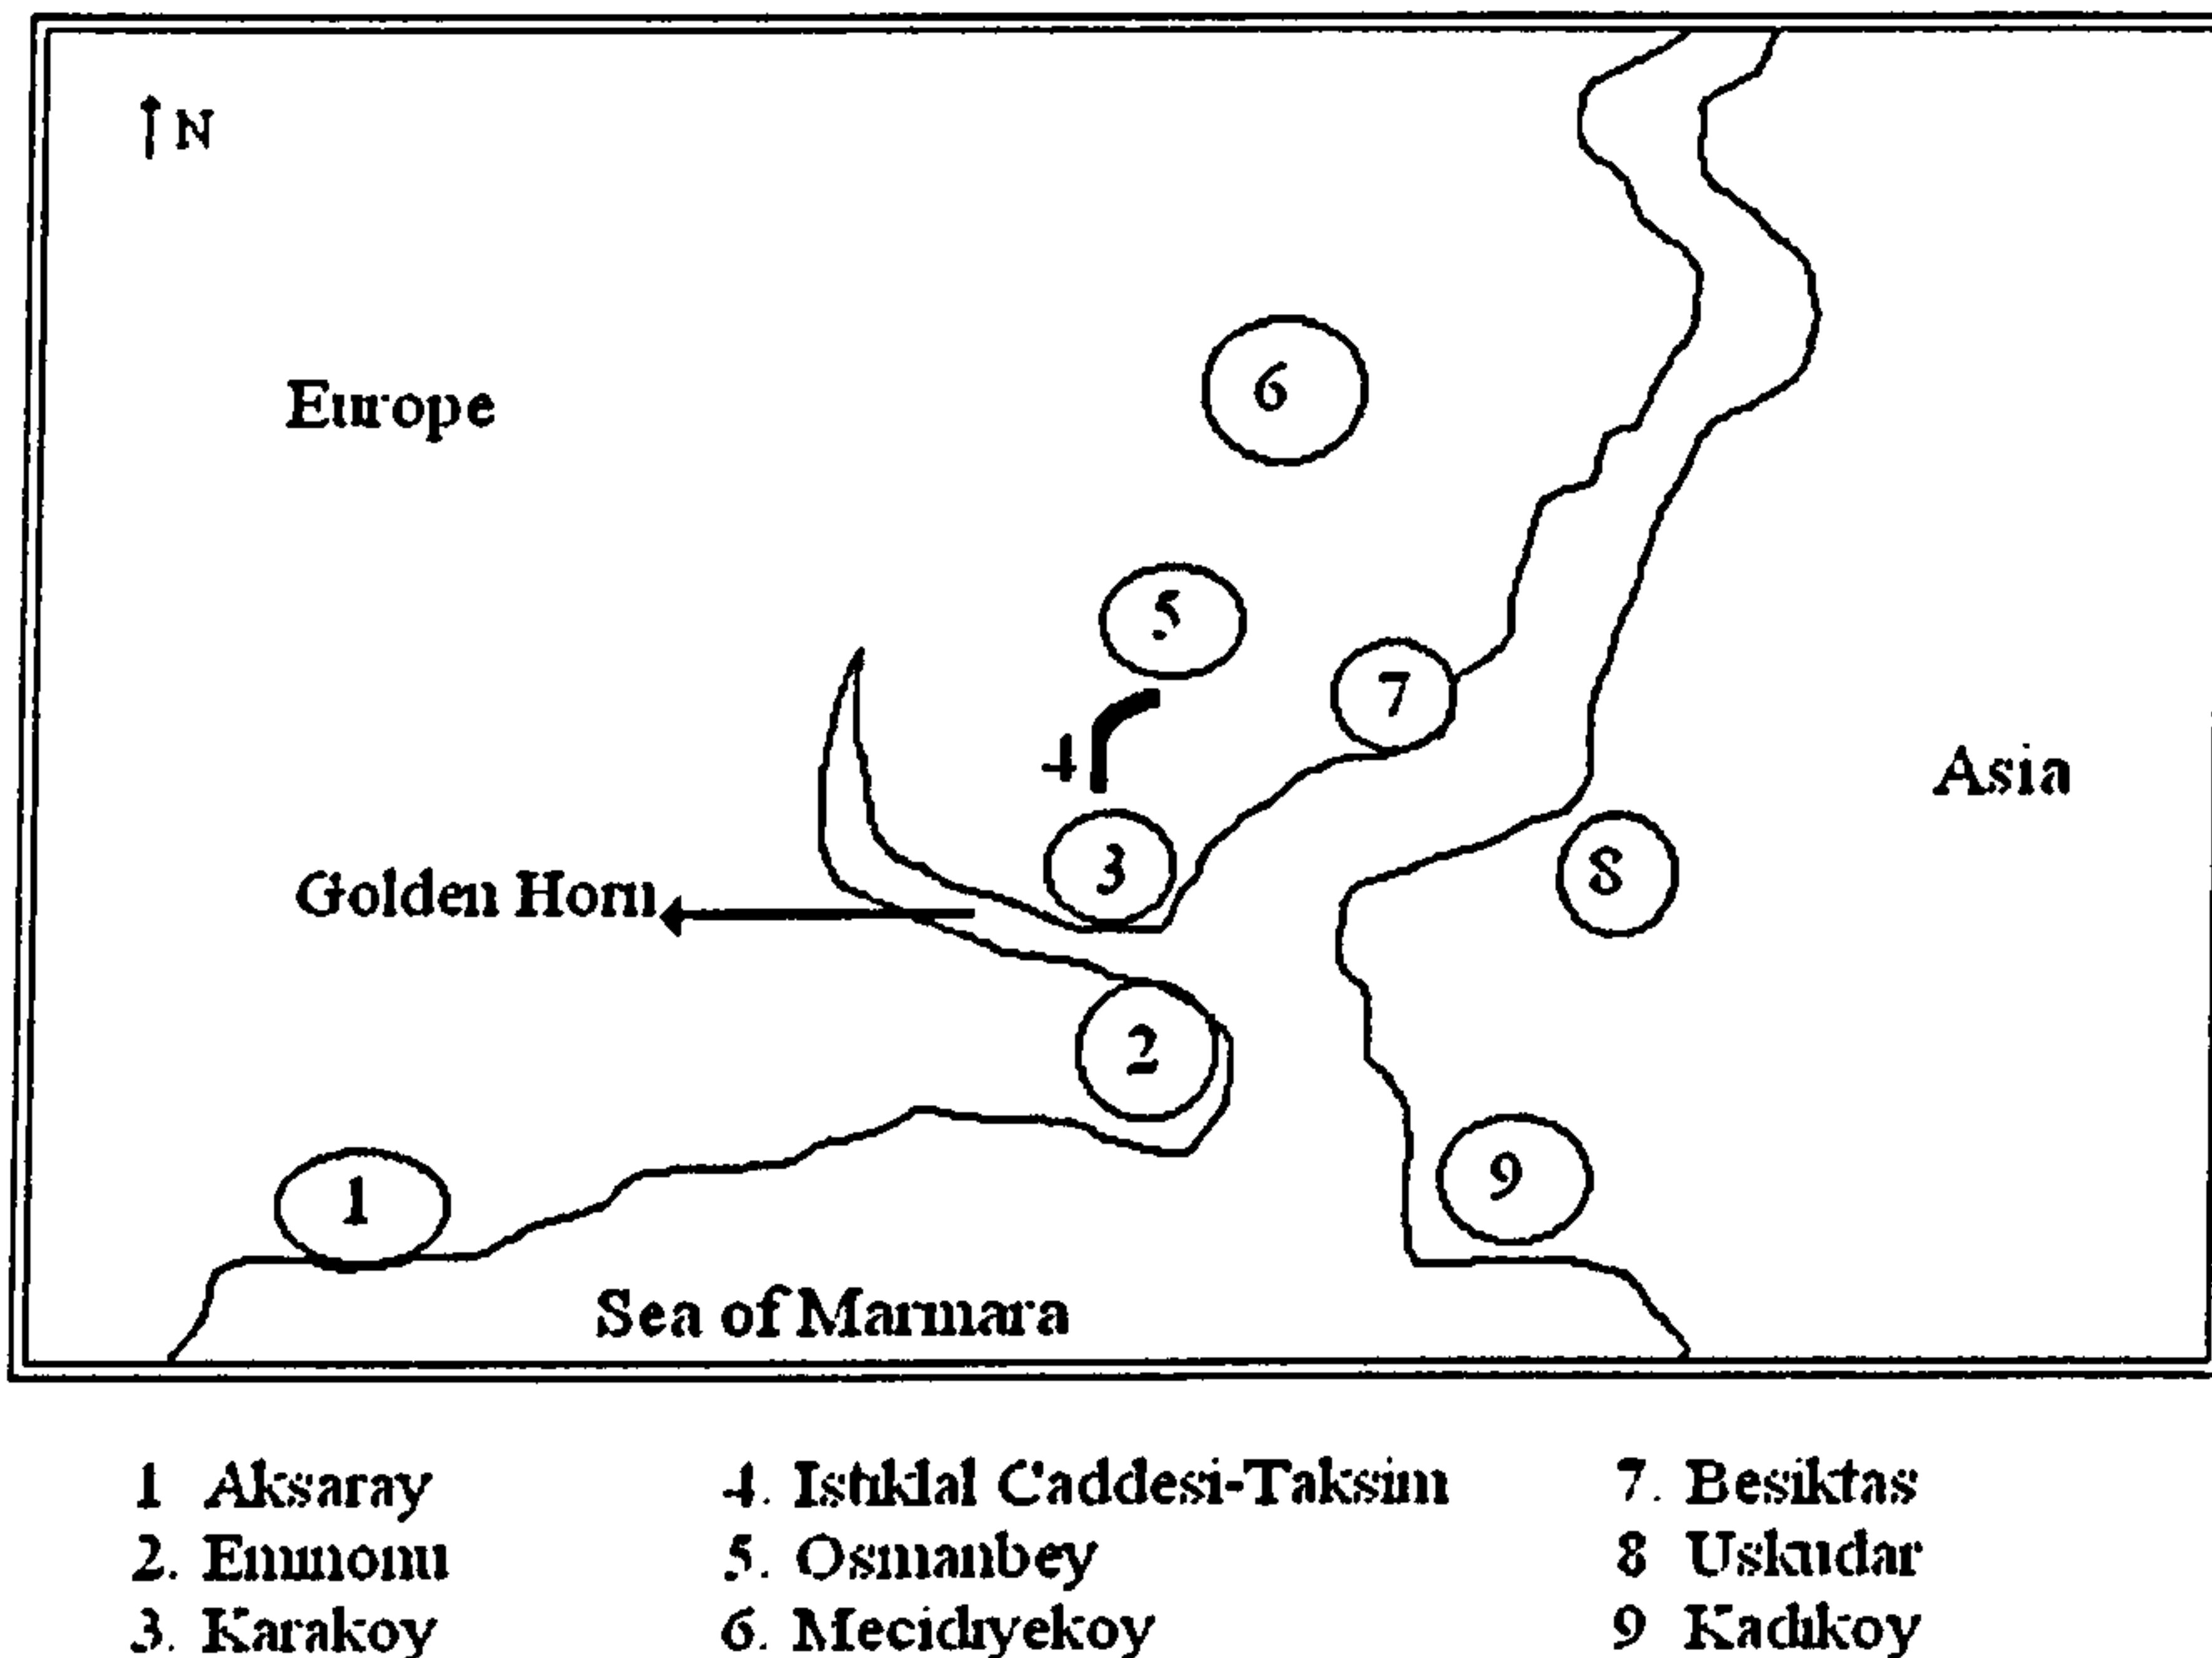 N
6
Europe
5
7
4
Asia
3
8
Golden Horn
2
9
1
Sea of Marmara
1 Aksaray
2. Eminonu
3. Karakoy
4. Istiklal Caddesi-Taksim
5. Osmanbey
6. Mecidiyekoy
7. Besiktas
8 Uskudar
9 Kadikoy